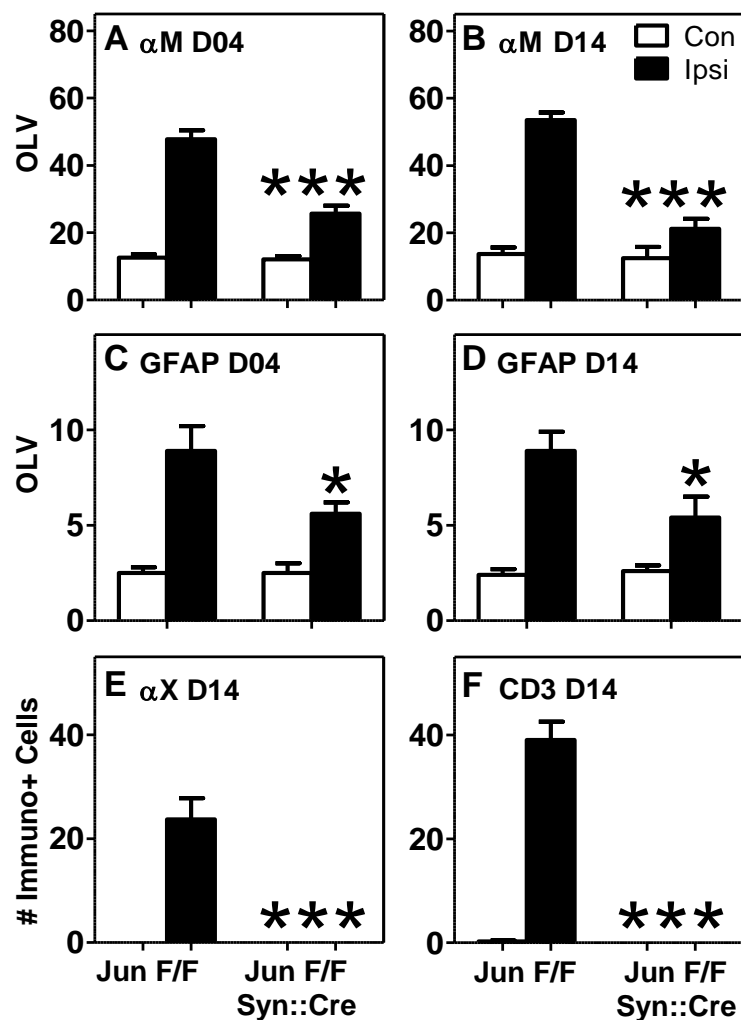 A αM D04
80
60
40
20
0
OLV
***
B αM D14
Con
Ipsi
***
C GFAP D04
10
5
0
OLV
*
D GFAP D14
*
E αX D14
40
20
0
# Immuno+ Cells
***
Jun F/F
Jun F/F
Syn::Cre
F CD3 D14
***
Jun F/F
Jun F/F
Syn::Cre
80
60
40
20
0
10
5
0
40
20
0